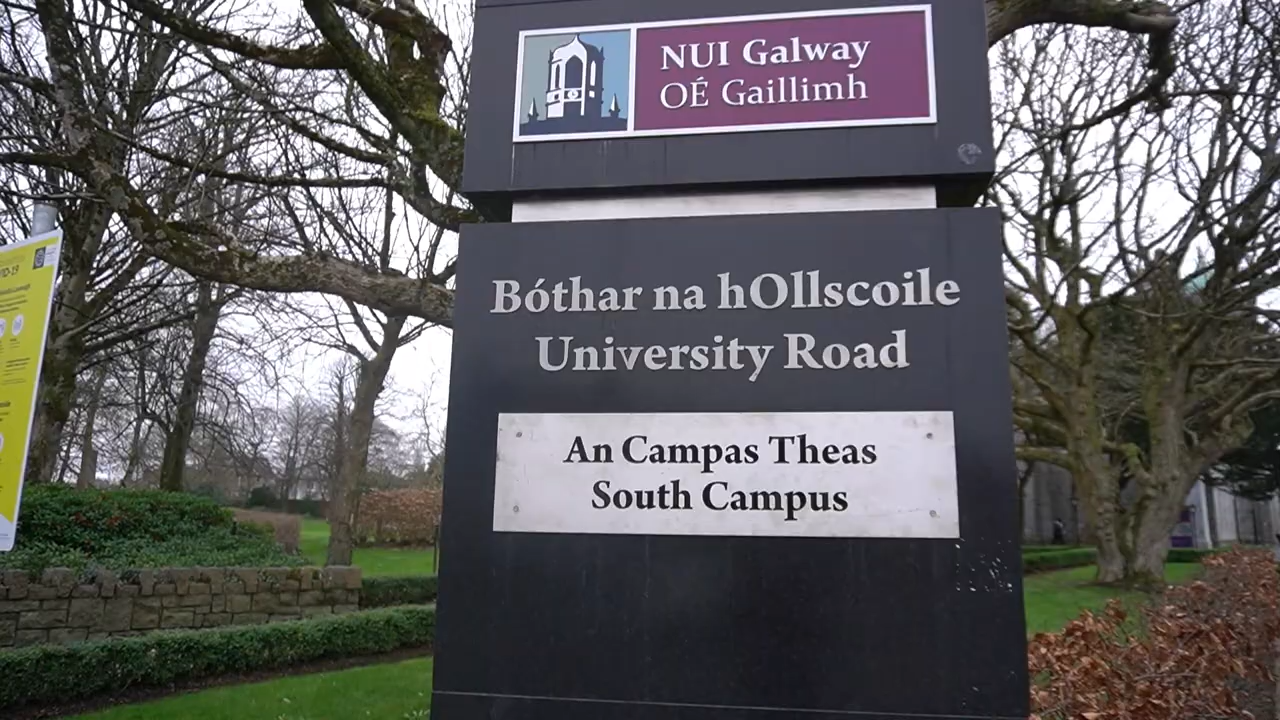 NUI Galway
OÉ Gaillimh
Bóthar na hOllscoile
University Road
An Campas Theas
South Campus